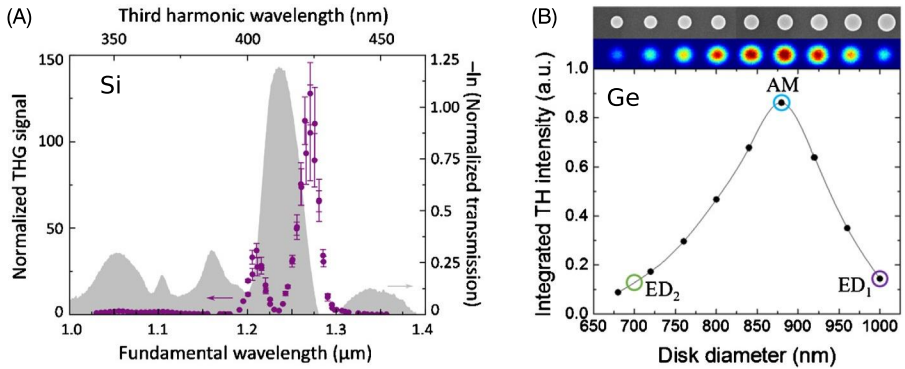 (A)
Third harmonic wavelength (nm)
350 400 450
Si
Normalized THG signal
150
100
50
0
–ln (Normalized transmission)
1.25
1.00
0.75
0.5
0.25
0
1.0 1.1 1.2 1.3 1.4
Fundamental wavelength (μm)
(B)
Ge
AM
ED2
ED1
Integrated TH intensity (a.u.)
1.0
0.8
0.6
0.4
0.2
0.0
650 700 750 800 850 900 950 1000
Disk diameter (nm)